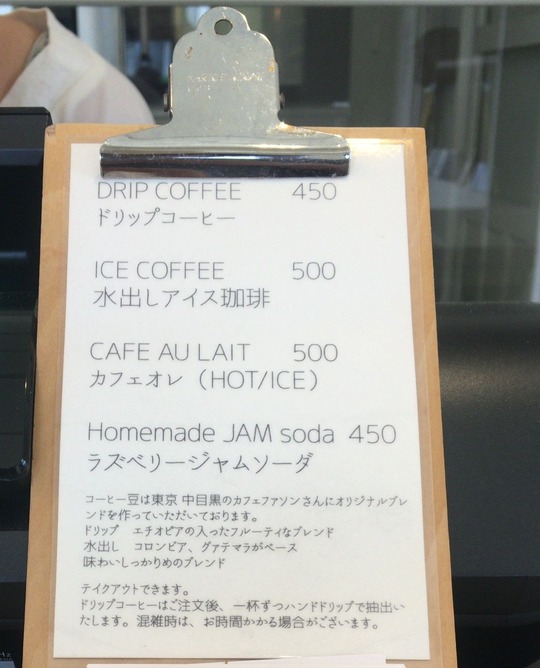 DRIP COFFEE 450
ドリップコーヒー
ICE COFFEE 500
水出しアイス珈琲
CAFE AU LAIT 500
カフェオレ（HOT/ICE）
Homemade JAM soda 450
ラズベリージャムソーダ
コーヒー豆は東京 中目黒のカフェファソンさんにオリジナルブレ
ンドを作っていただいております。
ドリップ エチオピアの入ったフルーティなブレンド
水出し コロンビア、グァテマラがベース
味わいしっかりめのブレンド
テイクアウトできます。
ドリップコーヒーはご注文後、一杯ずつハンドドリップで抽出い
たします。混雑時は、お時間かかる場合がございます。